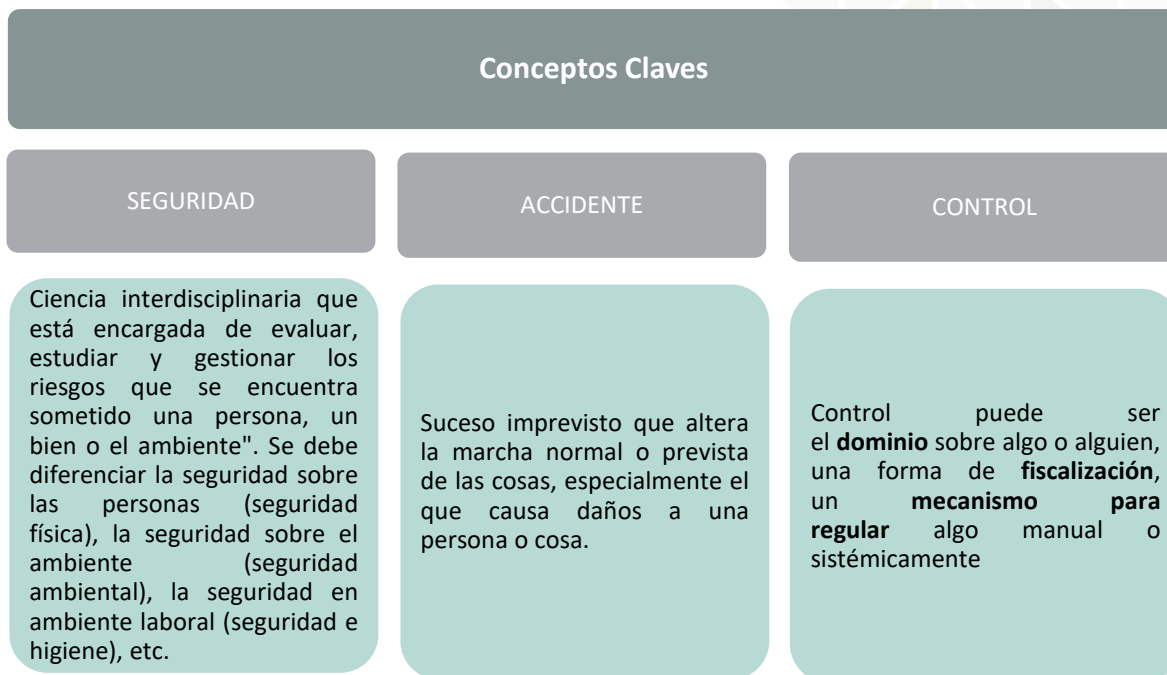 Conceptos Claves
SEGURIDAD
Ciencia interdisciplinaria que
está encargada de evaluar,
estudiar y gestionar los
riesgos que se encuentra
sometido una persona, un
bien o el ambiente". Se debe
diferenciar la seguridad sobre
las personas (seguridad
física), la seguridad sobre el
ambiente (seguridad
ambiental), la seguridad en
ambiente laboral (seguridad e
higiene), etc.
ACCIDENTE
Suceso imprevisto que altera
la marcha normal o prevista
de las cosas, especialmente el
que causa daños a una
persona o cosa.
CONTROL
Control puede ser
el dominio sobre algo o alguien,
una forma de fiscalización,
un mecanismo para
regular algo manual o
sistémicamente